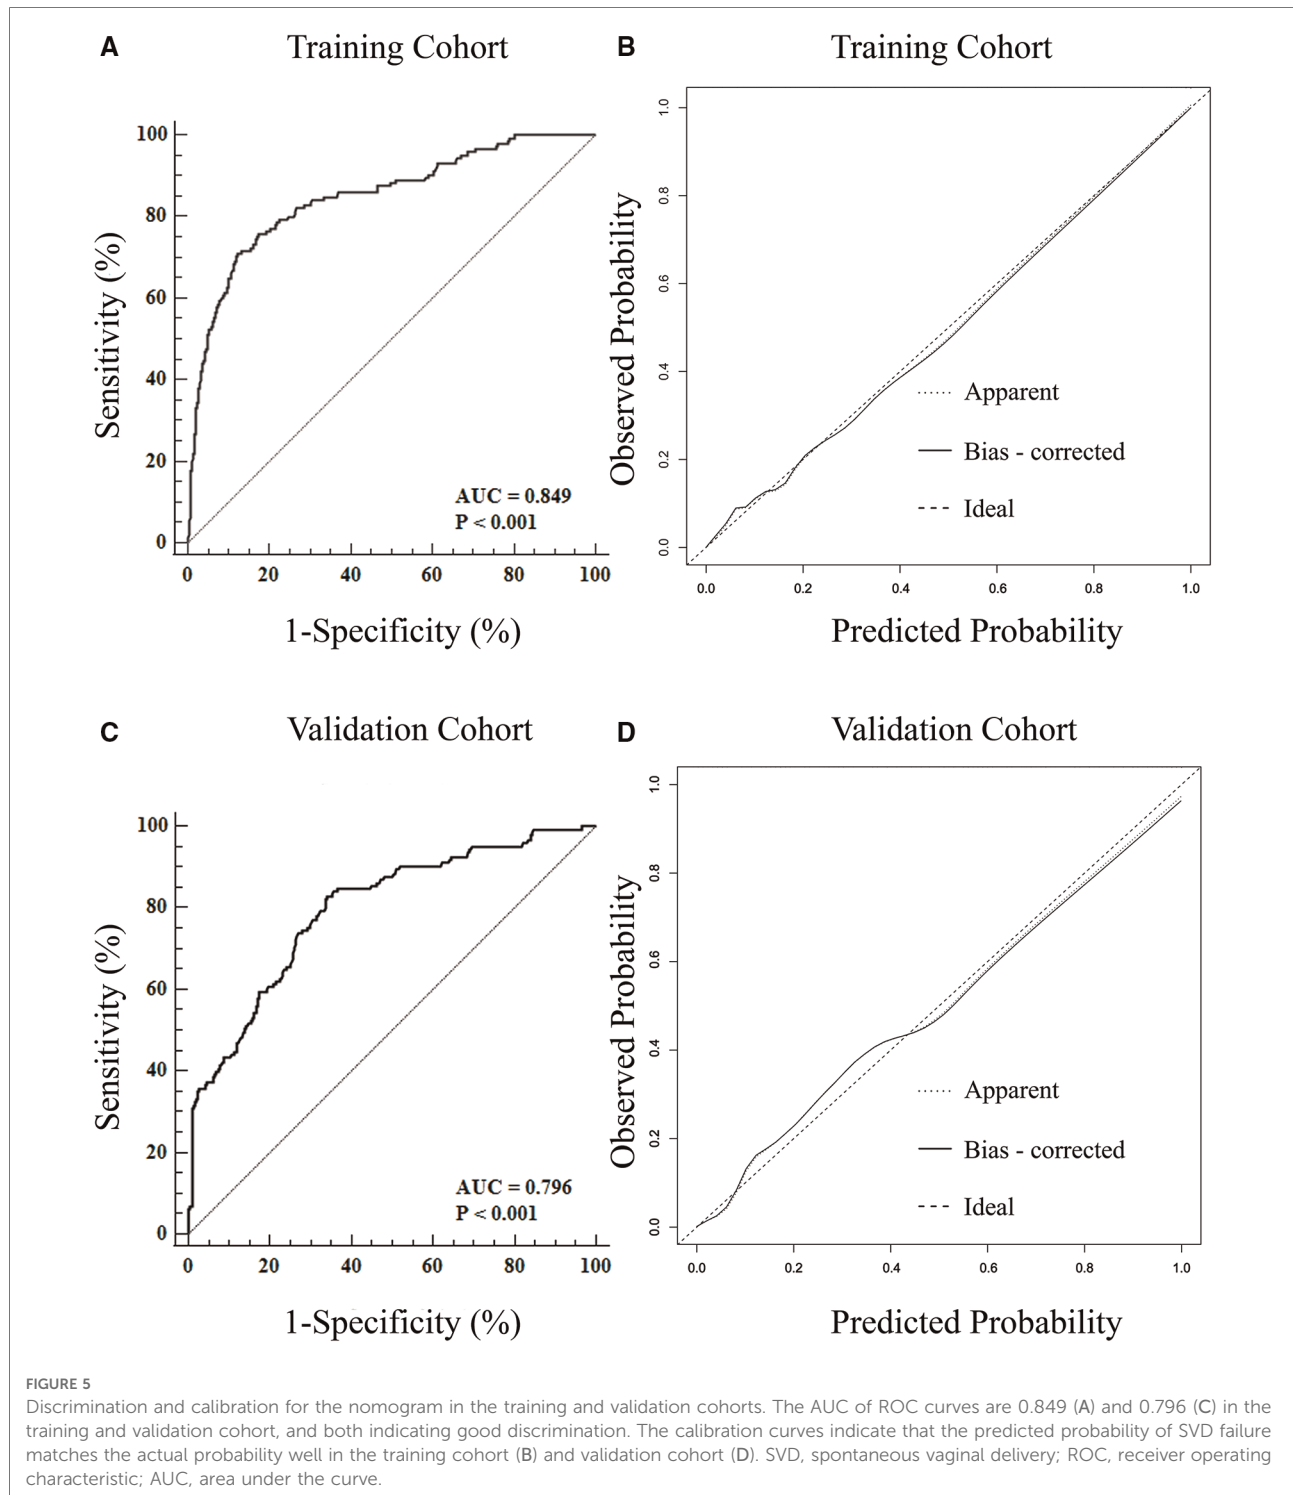 A
Training Cohort
Sensitivity (%)
100
80
60
40
20
0
AUC = 0.849
P < 0.001
0 20 40 60 80 100
1-Specificity (%)
B
Training Cohort
Observed Probability
1.0
0.8
0.6
0.4
0.2
0.0
Apparent
Bias - corrected
Ideal
0.0 0.2 0.4 0.6 0.8 1.0
Predicted Probability
C
Validation Cohort
Sensitivity (%)
100
80
60
40
20
0
AUC = 0.796
P < 0.001
0 20 40 60 80 100
1-Specificity (%)
D
Validation Cohort
Observed Probability
1.0
0.8
0.6
0.4
0.2
0.0
Apparent
Bias - corrected
Ideal
0.0 0.2 0.4 0.6 0.8 1.0
Predicted Probability
FIGURE 5
Discrimination and calibration for the nomogram in the training and validation cohorts. The AUC of ROC curves are 0.849 (A) and 0.796 (C) in the
training and validation cohort, and both indicating good discrimination. The calibration curves indicate that the predicted probability of SVD failure
matches the actual probability well in the training cohort (B) and validation cohort (D). SVD, spontaneous vaginal delivery; ROC, receiver operating
characteristic; AUC, area under the curve.